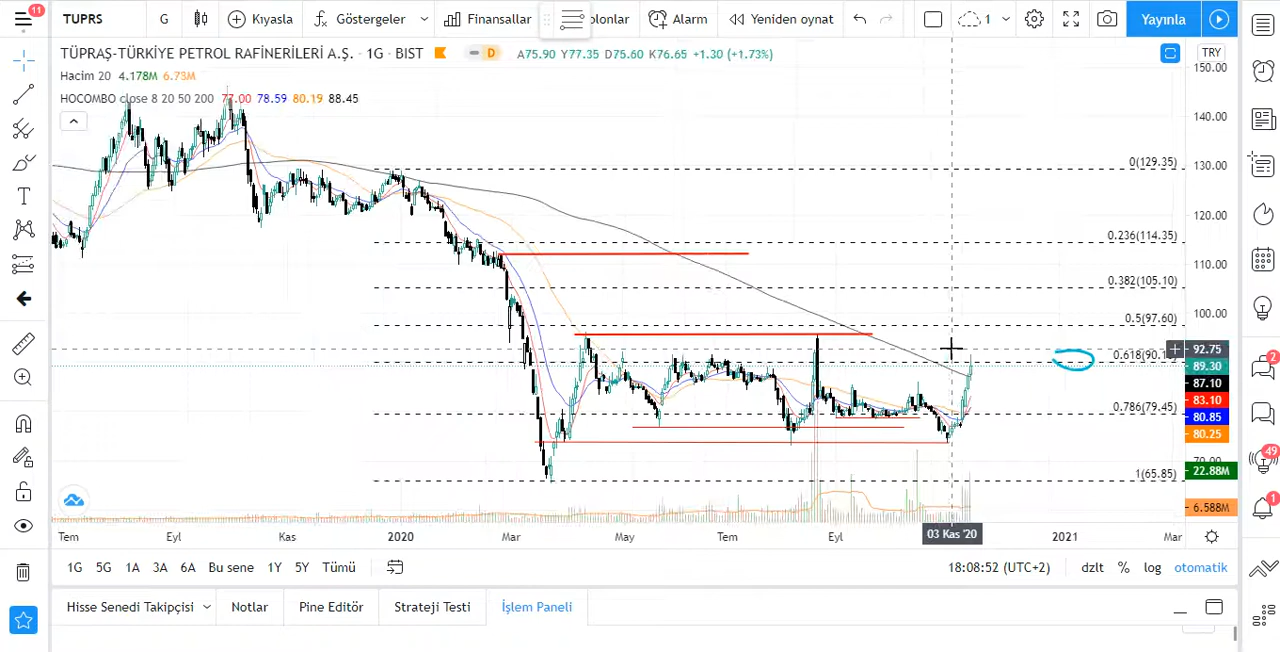 11
TUPRS
G
Kıyasla
Göstergeler
Finansallar
olonlar
Alarm
Yeniden oynat
1
Yayınla
TÜPRAŞ-TÜRKİYE PETROL RAFİNERİLERİ A.Ş. · 1G · BIST
D
A75.90 Y77.35 D75.60 K76.65 +1.30 (+1.73%)
TRY
Hacim 20 4.178M 6.73M
HOCOMBO close 8 20 50 200 77.00 78.59 80.19 88.45
150.00
140.00
130.00
120.00
110.00
100.00
92.75
89.30
87.10
83.10
80.85
80.25
70.00
22.88M
6.588M
0(129.35)
0.236(114.35)
0.382(105.10)
0.5(97.60)
0.618(90.1
0.786(79.45)
1(65.85)
Tem
Eyl
Kas
2020
Mar
May
Tem
Eyl
03 Kas '20
2021
Mar
1G
5G
1A
3A
6A
Bu sene
1Y
5Y
Tümü
18:08:52 (UTC+2)
dzlt
%
log
otomatik
Hisse Senedi Takipçisi
Notlar
Pine Editör
Strateji Testi
İşlem Paneli
2
49
1